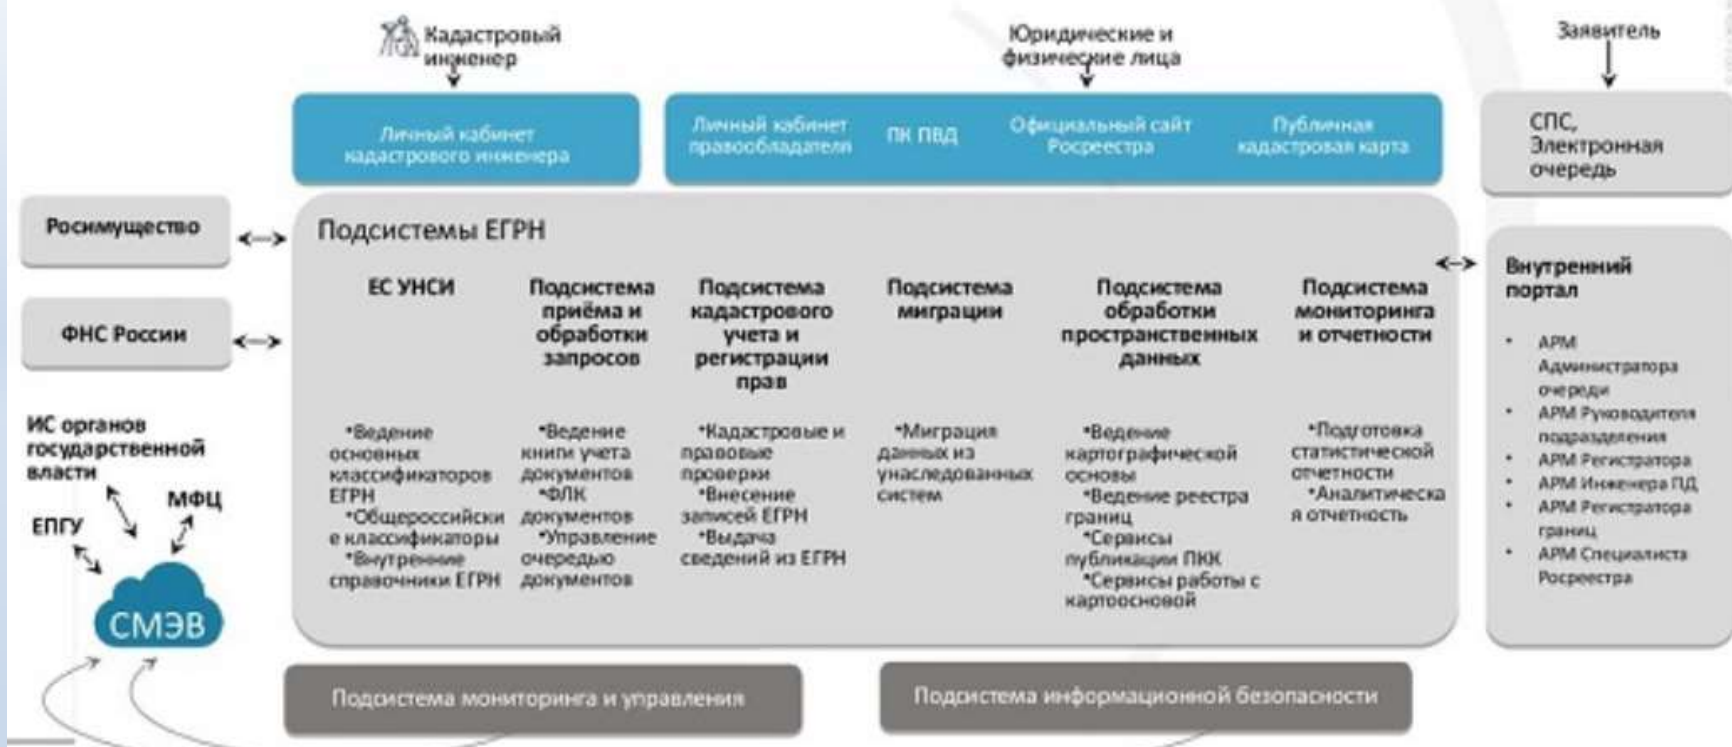 Кадастровый
инженер
Юридические и
физические лица
Заявитель
Личный кабинет
кадастрового инженера
Личный кабинет
правообладателя
ПК ПВД
Официальный сайт
Росреестра
Публичная
кадастровая карта
СПС,
Электронная
очередь
Росимущество
ФНС России
ИС органов
государственной
власти
МФЦ
ЕПГУ
СМЭВ
Подсистемы ЕГРН
ЕС УНСИ
•Ведение
основных
классификаторов
ЕГРН
•Общероссийски
е классификаторы
•Внутренние
справочники ЕГРН
Подсистема
приёма и
обработки
запросов
•Ведение
книги учета
документов
•ФЛК
документов
•Управление
очередью
документов
Подсистема
кадастрового
учета и
регистрации
прав
•Кадастровые и
правовые
проверки
•Внесение
записей ЕГРН
•Выдача
сведений из ЕГРН
Подсистема
миграции
•Миграция
данных из
унаследованных
систем
Подсистема
обработки
пространственных
данных
•Ведение
картографической
основы
•Ведение реестра
границ
•Сервисы
публикации ПКК
•Сервисы работы с
картоосновой
Подсистема
мониторинга
и отчетности
•Подготовка
статистической
отчетности
•Аналитическа
я отчетность
Внутренний
портал
• АРМ
Администратора
очереди
• АРМ Руководителя
подразделения
• АРМ Регистратора
• АРМ Инженера ПД
• АРМ Регистратора
границ
• АРМ Специалиста
Росреестра
Подсистема мониторинга и управления
Подсистема информационной безопасности